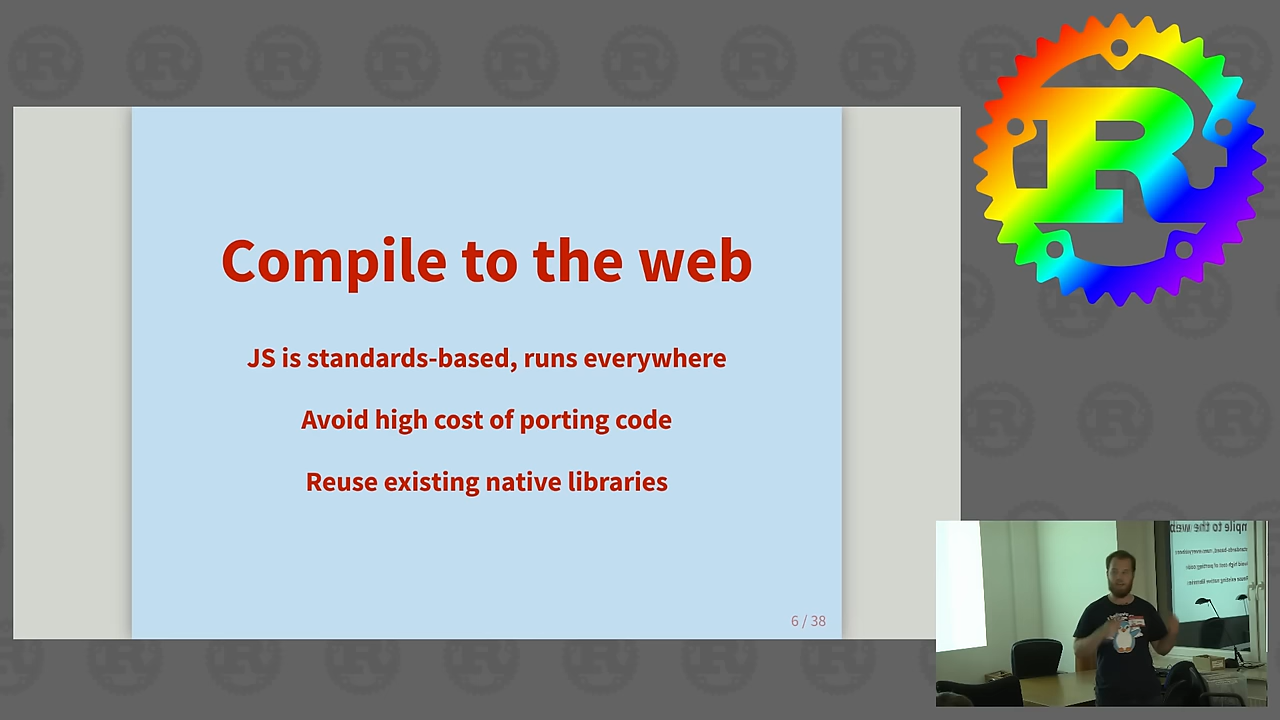 Compile to the web
JS is standards-based, runs everywhere
Avoid high cost of porting code
Reuse existing native libraries
6 / 38
R